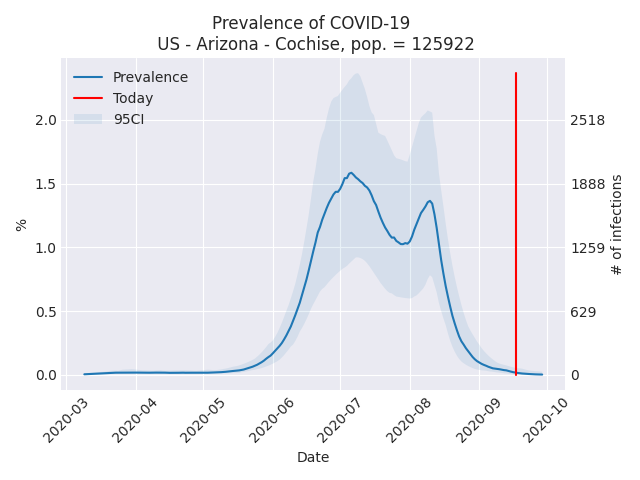 Prevalence of COVID-19
US - Arizona - Cochise, pop. = 125922
Prevalence
Today
95CI
2.0
1.5
1.0
0.5
0.0
%
2518
1888
1259
629
0
# of infections
2020-03
2020-04
2020-05
2020-06
2020-07
2020-08
2020-09
2020-10
Date